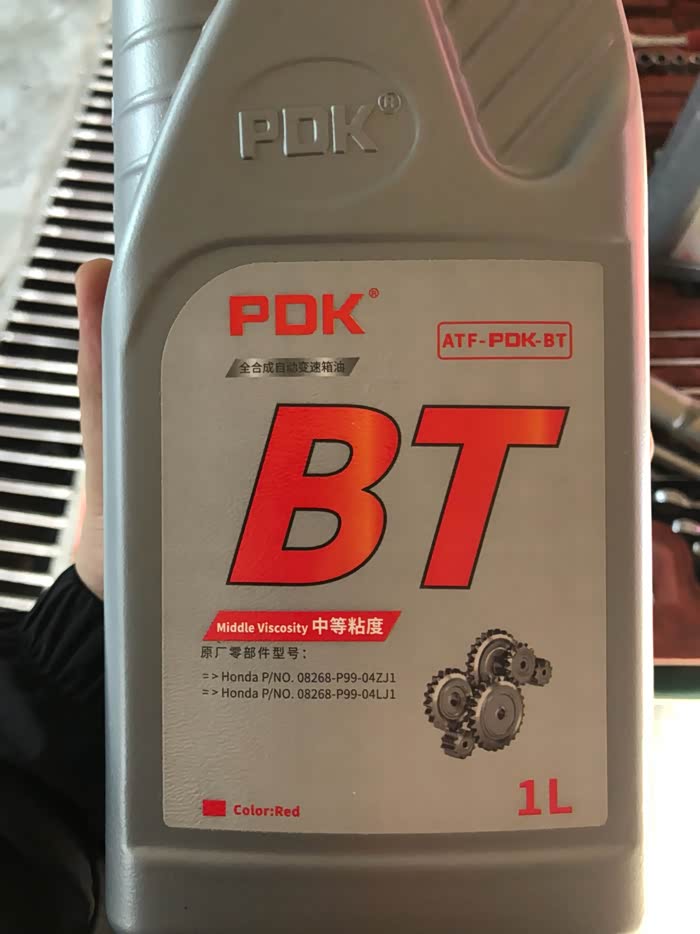 PDK®
PDK®
ATF-PDK-BT
全合成自动变速箱油
BT
Middle Viscosity 中等粘度
原厂零部件型号：
=> Honda P/NO. 08268-P99-04ZJ1
=> Honda P/NO. 08268-P99-04LJ1
Color:Red
1L